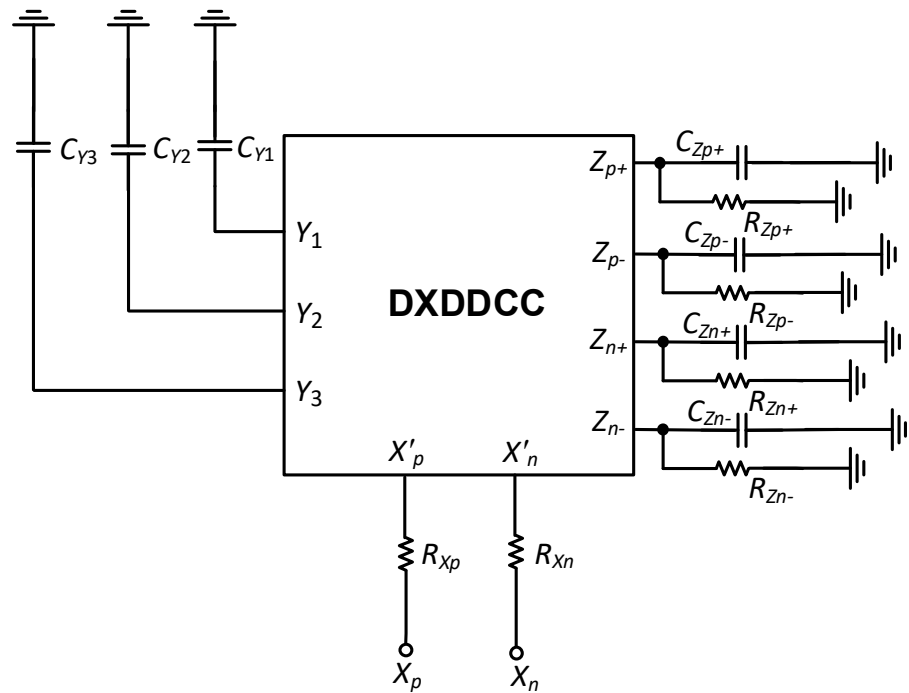 C_{Y3}
C_{Y2}
C_{Y1}
Y_1
Y_2
Y_3
DXDDCC
X'_p
X'_n
Z_{p+}
Z_{p-}
Z_{n+}
Z_{n-}
C_{Zp+}
R_{Zp+}
C_{Zp-}
R_{Zp-}
C_{Zn+}
R_{Zn+}
C_{Zn-}
R_{Zn-}
R_{Xp}
R_{Xn}
X_p
X_n